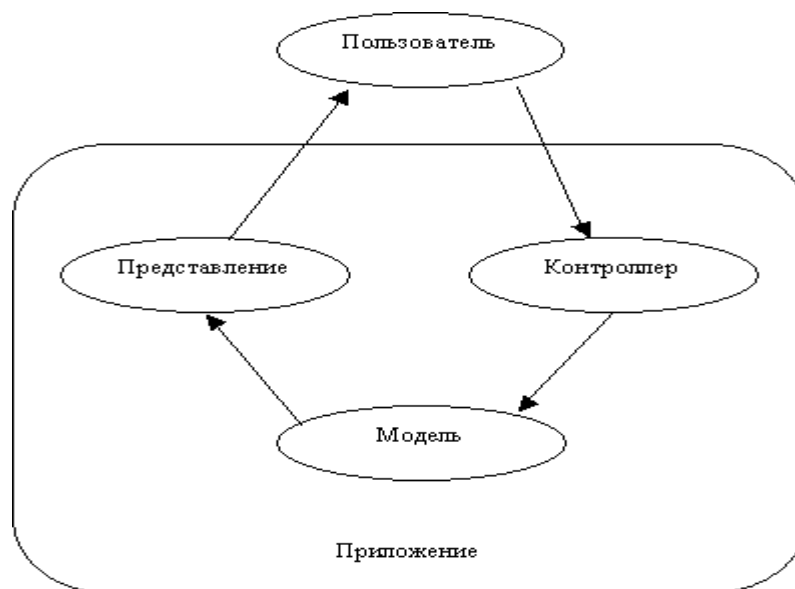 Пользователь
Представление
Контроллер
Модель
Приложение